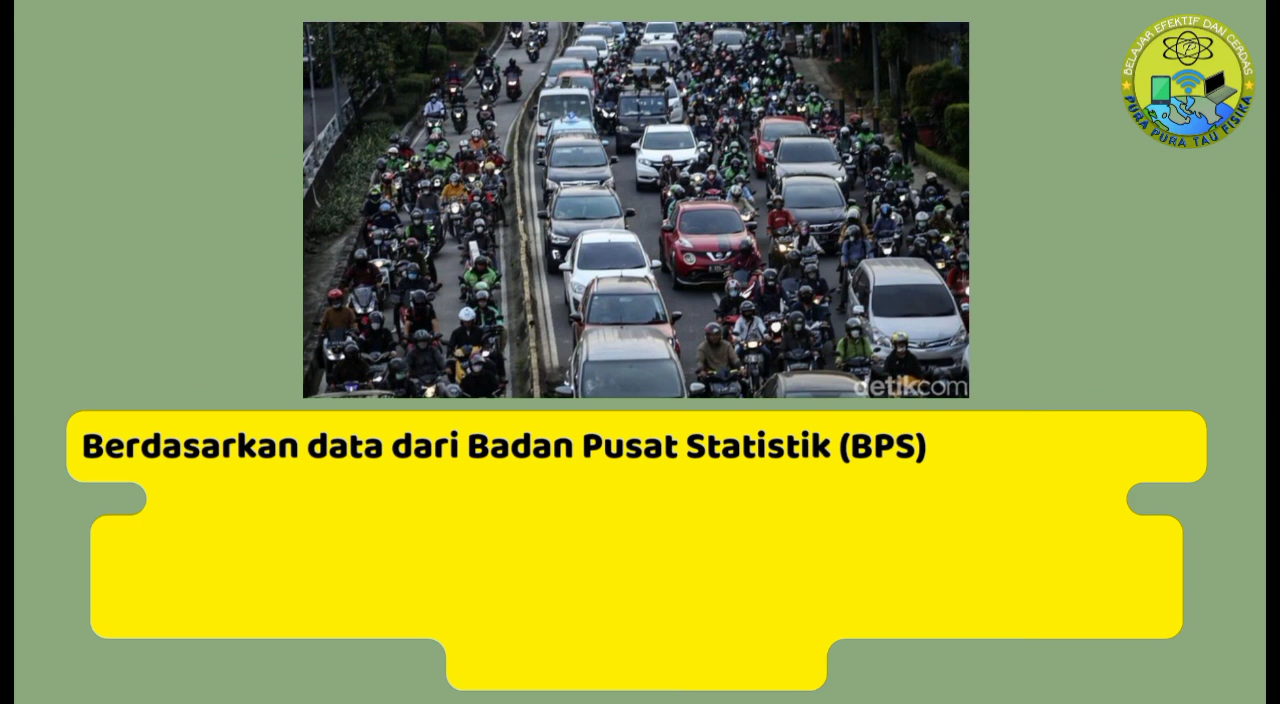 BELAJAR EFEKTIF DAN CERDAS
PURA PURA TAU FISIKA
detikcom
Berdasarkan data dari Badan Pusat Statistik (BPS)